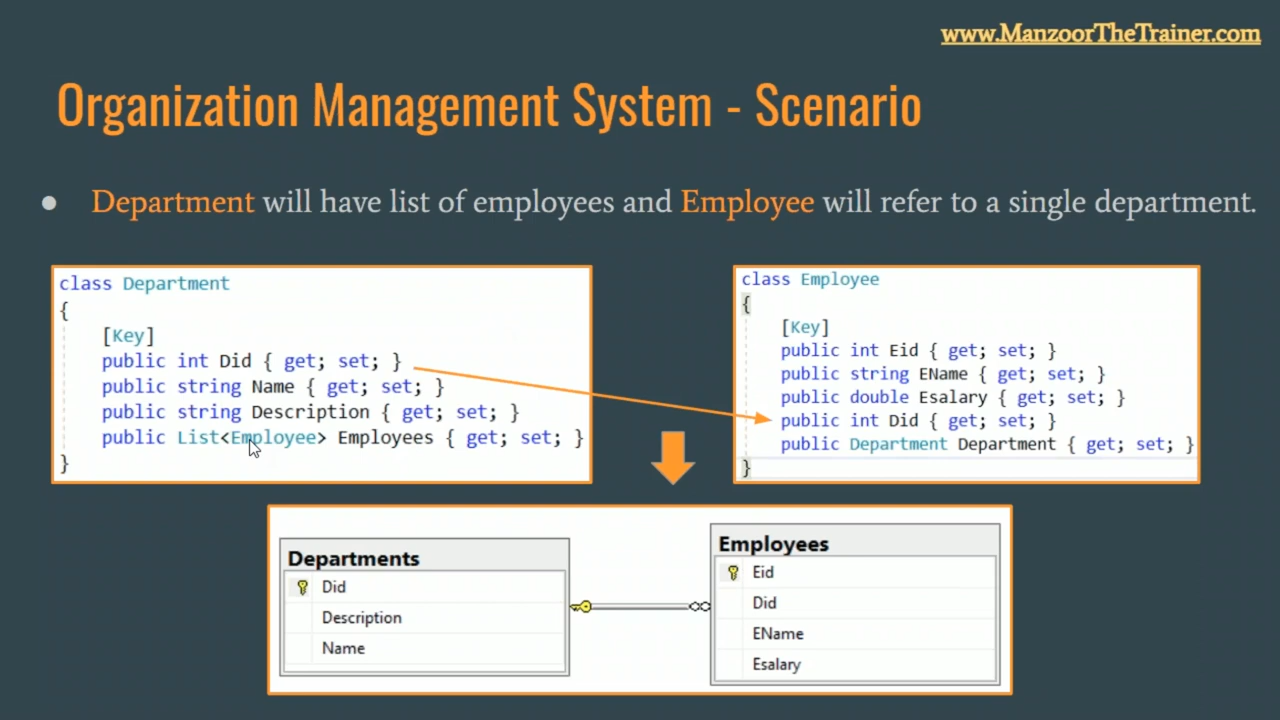 www.ManzoorTheTrainer.com
Organization Management System - Scenario
● Department will have list of employees and Employee will refer to a single department.
class Department
{
[Key]
public int Did { get; set; }
public string Name { get; set; }
public string Description { get; set; }
public List<Employee> Employees { get; set; }
}
class Employee
{
[Key]
public int Eid { get; set; }
public string EName { get; set; }
public double Esalary { get; set; }
public int Did { get; set; }
public Department Department { get; set; }
}
Departments
Did
Description
Name
Employees
Eid
Did
EName
Esalary